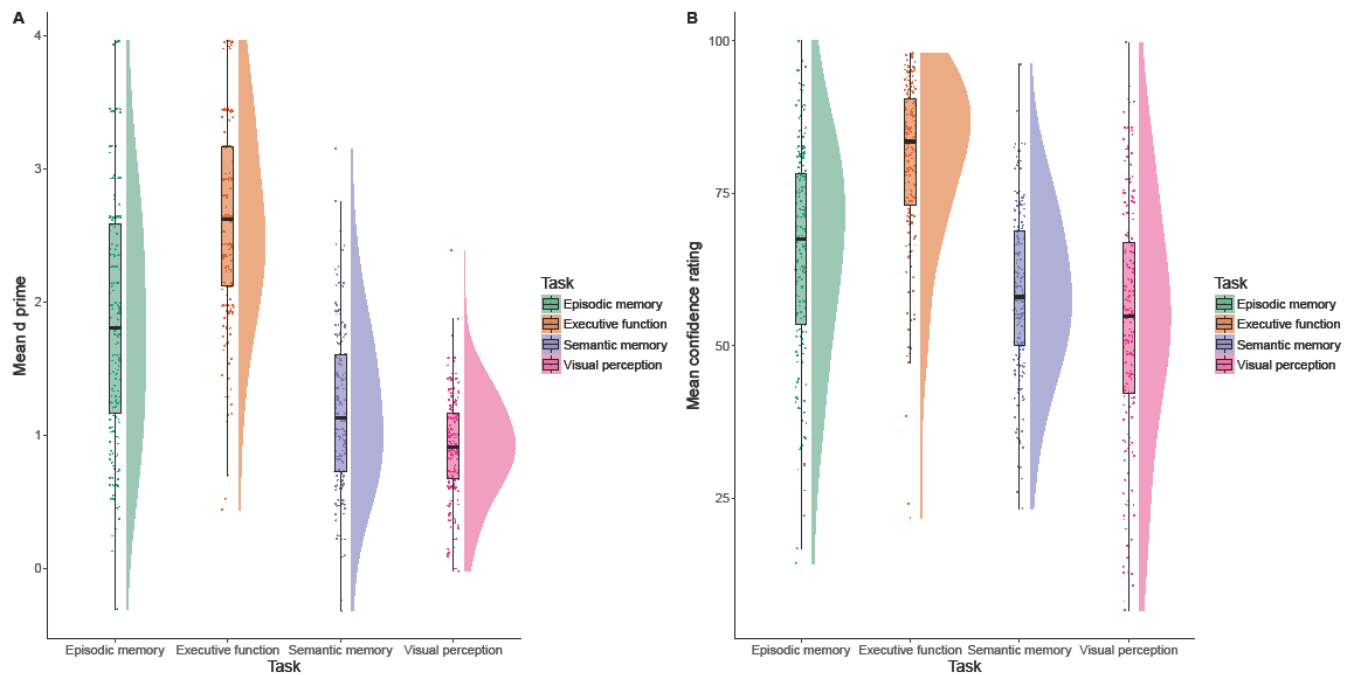 A
Mean d prime
4
3
2
1
0
Episodic memory
Executive function
Semantic memory
Visual perception
Task
Task
Episodic memory
Executive function
Semantic memory
Visual perception
B
Mean confidence rating
100
75
50
25
Episodic memory
Executive function
Semantic memory
Visual perception
Task
Task
Episodic memory
Executive function
Semantic memory
Visual perception